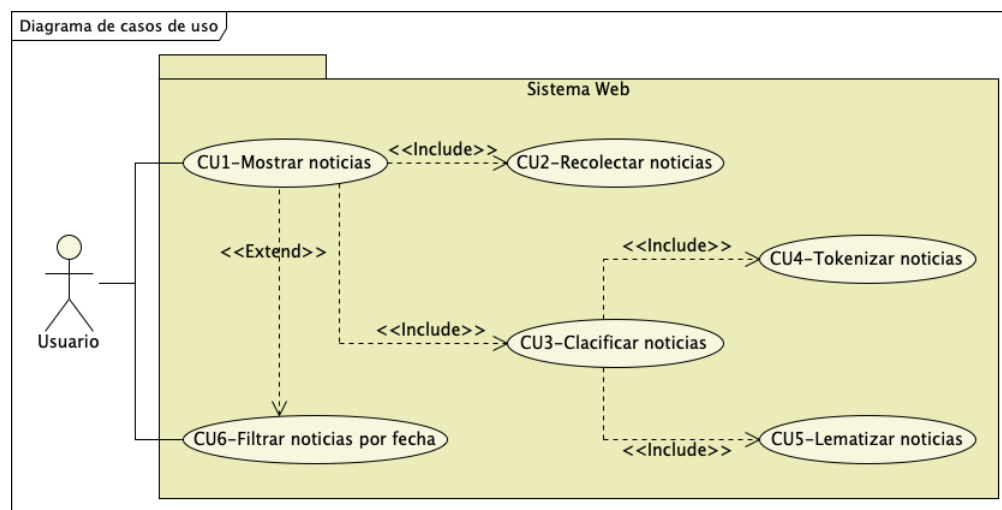 Diagrama de casos de uso
Sistema Web
CU1-Mostrar noticias
<<Include>>
CU2-Recolectar noticias
<<Extend>>
<<Include>>
CU4-Tokenizar noticias
Usuario
<<Include>>
CU3-Clacificar noticias
CU6-Filtrar noticias por fecha
<<Include>>
CU5-Lematizar noticias